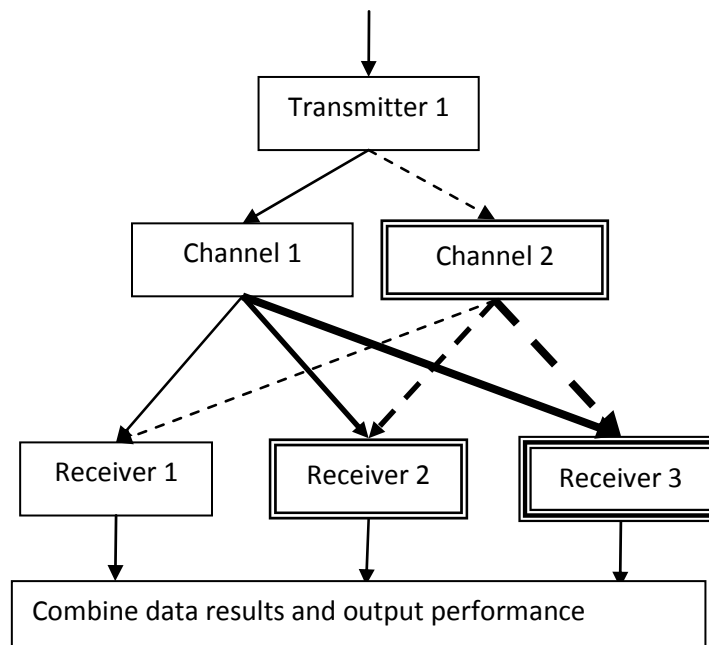 Transmitter 1
Channel 1
Channel 2
Receiver 1
Receiver 2
Receiver 3
Combine data results and output performance